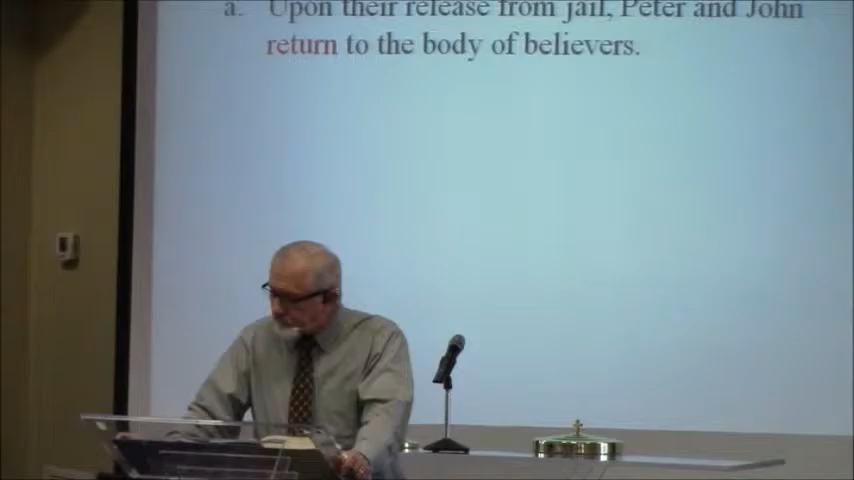 a. Upon their release from jail, Peter and John
return to the body of believers.